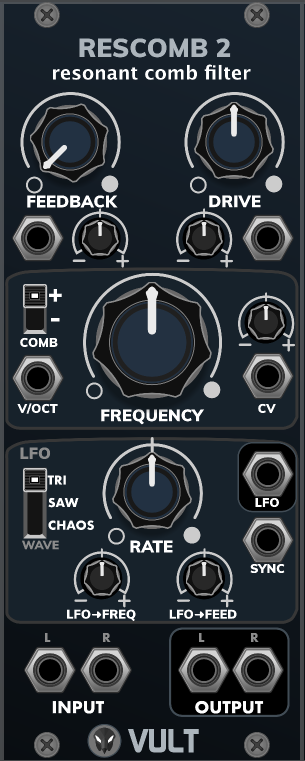 RESCOMB 2
resonant comb filter
FEEDBACK
DRIVE
- + - +
+
-
COMB
- +
V/OCT
CV
FREQUENCY
LFO
TRI
SAW
CHAOS
WAVE
RATE
LFO
SYNC
- + - +
LFO→FREQ
LFO→FEED
L R
L R
INPUT
OUTPUT
VULT